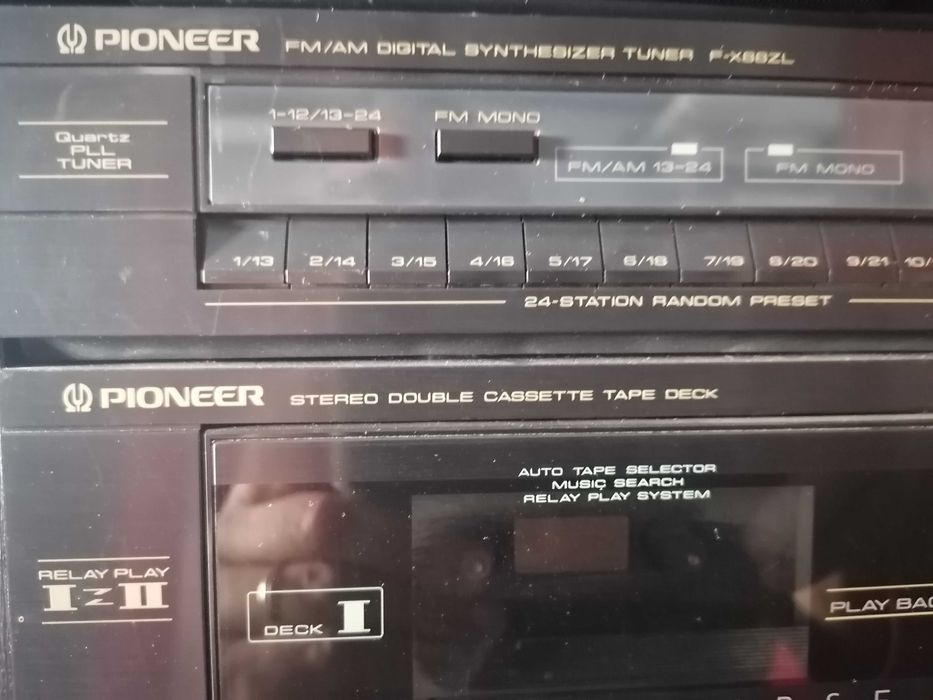 PIONEER FM/AM DIGITAL SYNTHESIZER TUNER F-X88ZL
1-12/13-24 FM MONO
Quartz
PLL
TUNER
FM/AM 13-24 FM MONO
1/13 2/14 3/15 4/16 5/17 6/18 7/19 8/20 9/21 10/
24-STATION RANDOM PRESET
PIONEER STEREO DOUBLE CASSETTE TAPE DECK
AUTO TAPE SELECTOR
MUSIC SEARCH
RELAY PLAY SYSTEM
RELAY PLAY
I II
DECK I
PLAY BAC